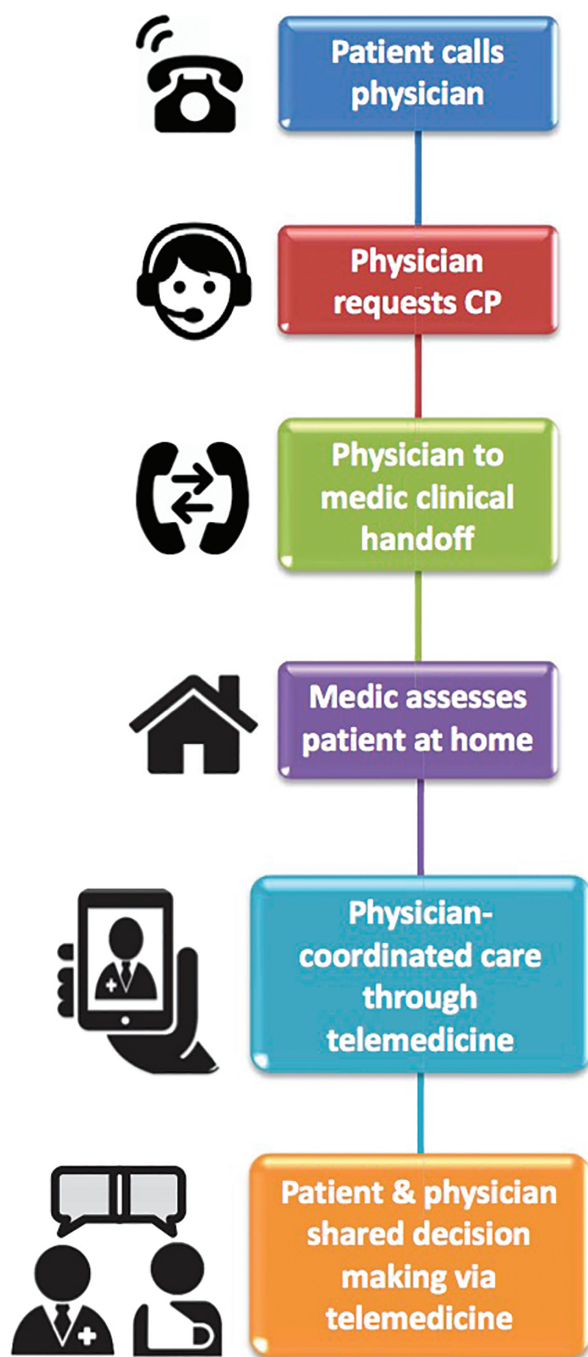 Patient calls
physician
Physician
requests CP
Physician to
medic clinical
handoff
Medic assesses
patient at home
Physician-
coordinated care
through
telemedicine
Patient & physician
shared decision
making via
telemedicine